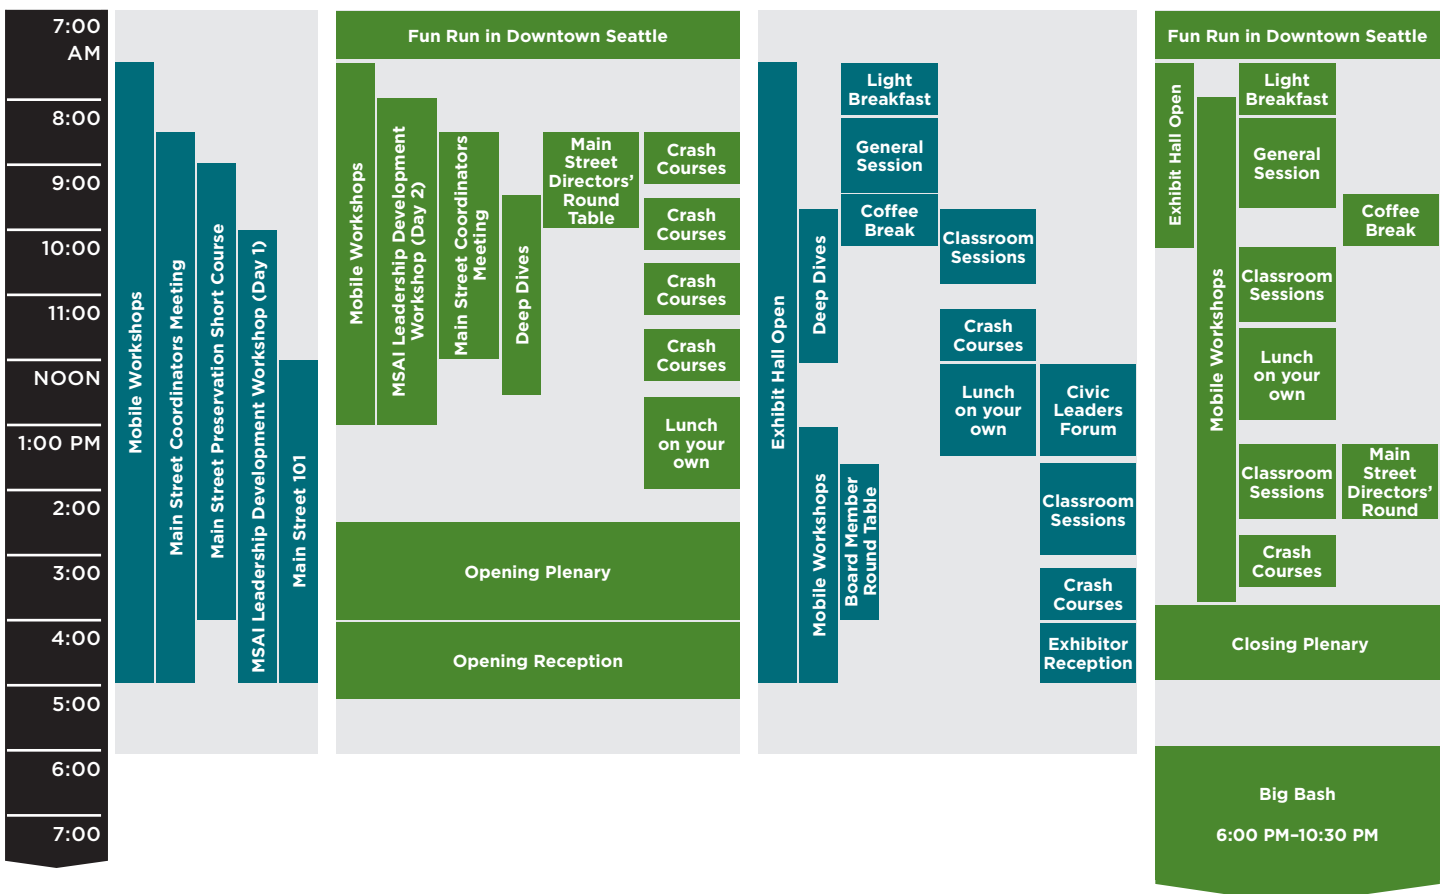 7:00
AM
8:00
9:00
10:00
11:00
NOON
1:00 PM
2:00
3:00
4:00
5:00
6:00
7:00
Mobile Workshops
Main Street Coordinators Meeting
Main Street Preservation Short Course
MSAI Leadership Development Workshop (Day 1)
Main Street 101
Fun Run in Downtown Seattle
Mobile Workshops
MSAI Leadership Development
Workshop (Day 2)
Main Street Coordinators
Meeting
Deep Dives
Main
Street
Directors’
Round
Table
Crash
Courses
Crash
Courses
Crash
Courses
Crash
Courses
Lunch
on your
own
Opening Plenary
Opening Reception
Exhibit Hall Open
Deep Dives
Mobile Workshops
Light
Breakfast
General
Session
Coffee
Break
Board Member
Round Table
Classroom
Sessions
Crash
Courses
Lunch
on your
own
Civic
Leaders
Forum
Classroom
Sessions
Crash
Courses
Exhibitor
Reception
Fun Run in Downtown Seattle
Exhibit Hall Open
Mobile Workshops
Light
Breakfast
General
Session
Coffee
Break
Classroom
Sessions
Lunch
on your
own
Classroom
Sessions
Main
Street
Directors’
Round
Crash
Courses
Closing Plenary
Big Bash
6:00 PM–10:30 PM